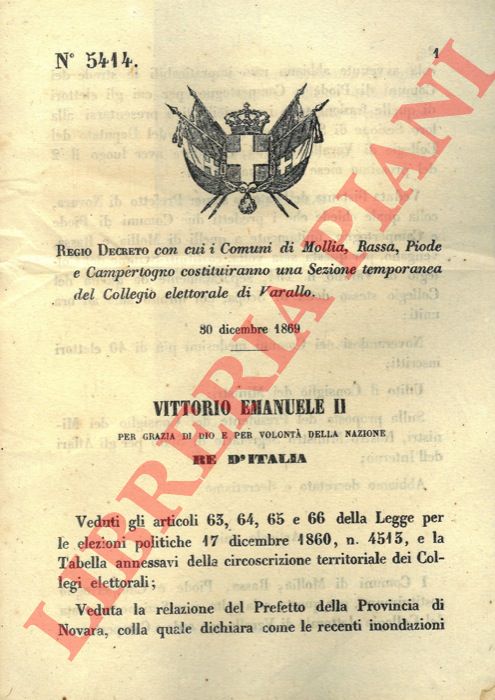 N° 5414.
1
REGIO DECRETO con cui i Comuni di Mollia, Rassa, Piode
e Campertogno costituiranno una Sezione temporanea
del Collegio elettorale di Varallo.
30 dicembre 1869
VITTORIO EMANUELE II
PER GRAZIA DI DIO E PER VOLONTÀ DELLA NAZIONE
RE D'ITALIA
Veduti gli articoli 63, 64, 65 e 66 della Legge per
le elezioni politiche 17 dicembre 1860, n. 4513, e la
Tabella annessavi della circoscrizione territoriale dei Col-
legi elettorali;
Veduta la relazione del Prefetto della Provincia di
Novara, colla quale dichiara come le recenti inondazioni
LIBRERIA PIANI